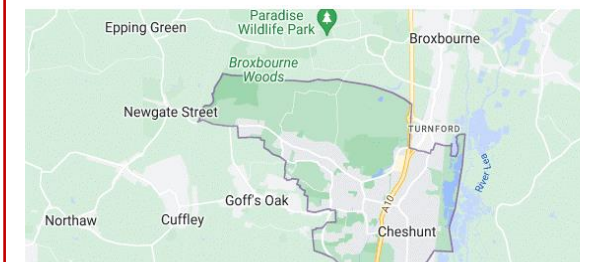 Paradise
Wildlife Park
Epping Green
Broxbourne
Broxbourne
Woods
Newgate Street
TURNFORD
River Lea
Goff's Oak
A10
Northaw
Cuffley
Cheshunt